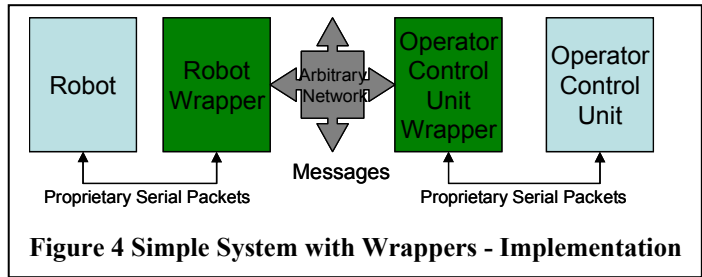 Robot
Robot
Wrapper
Arbitrary
Network
Operator
Control
Unit
Wrapper
Operator
Control
Unit
Messages
Proprietary Serial Packets
Proprietary Serial Packets
Figure 4 Simple System with Wrappers - Implementation